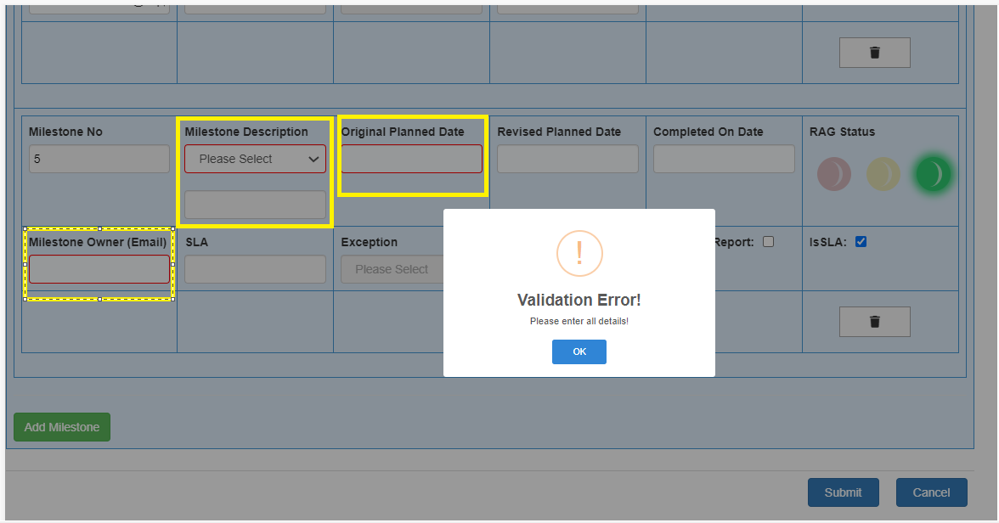 Milestone No
Milestone Description
Original Planned Date
Revised Planned Date
Completed On Date
RAG Status
5
Please Select
Milestone Owner (Email)
SLA
Exception
Report:
IsSLA:
Please Select
!
Validation Error!
Please enter all details!
OK
Add Milestone
Submit
Cancel